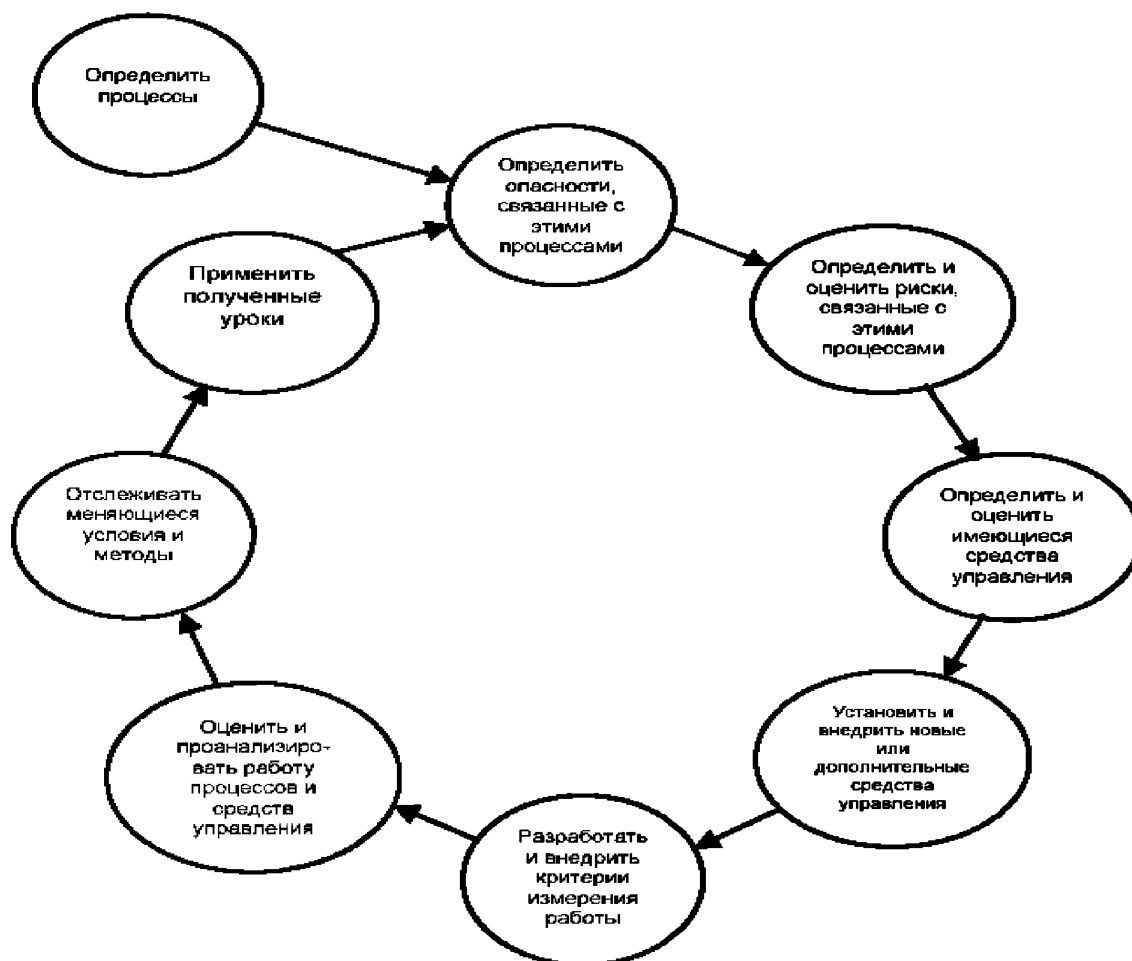 Определить
процессы
Определить
опасности,
связанные с
этими
процессами
Определить и
оценить риски,
связанные с
этими
процессами
Определить и
оценить
имеющиеся
средства
управления
Установить и
внедрить новые
или
дополнительные
средства
управления
Разработать
и внедрить
критерии
измерения
работы
Оценить и
проанализиро-
вать работу
процессов и
средств
управления
Отслеживать
меняющиеся
условия и
методы
Применить
полученные
уроки